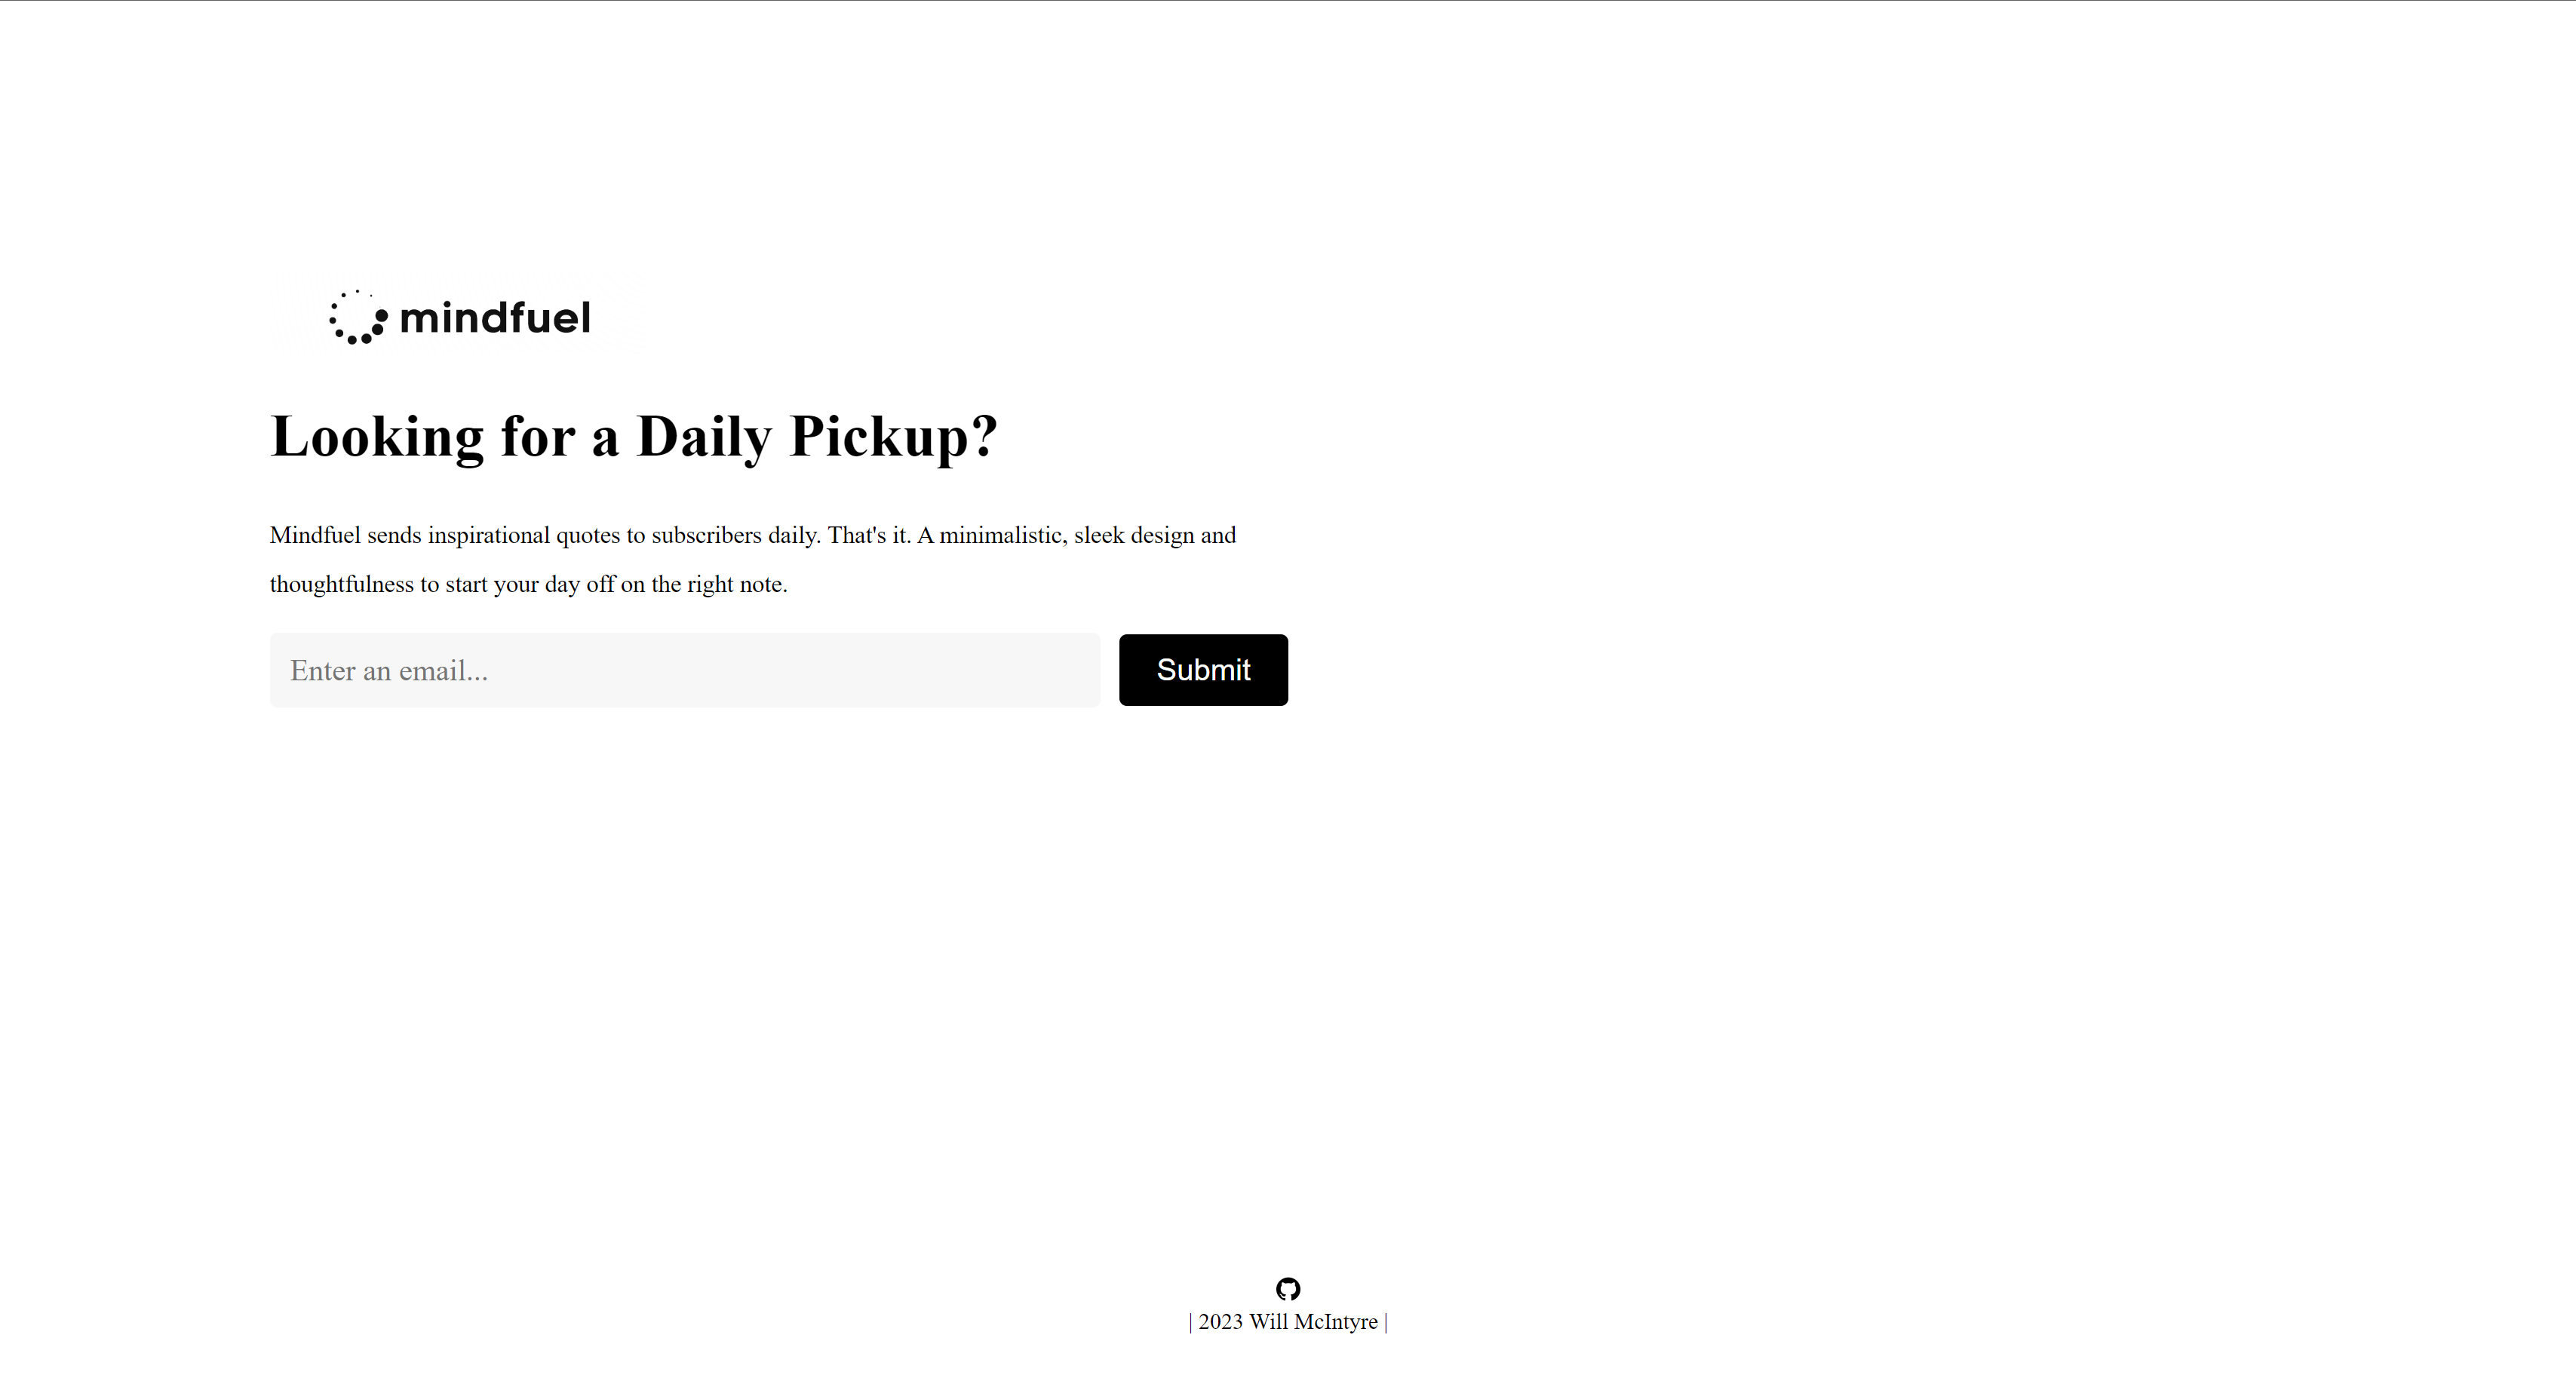 mindfuel
Looking for a Daily Pickup?
Mindfuel sends inspirational quotes to subscribers daily. That's it. A minimalistic, sleek design and
thoughtfulness to start your day off on the right note.
Enter an email...
Submit
| 2023 Will McIntyre |